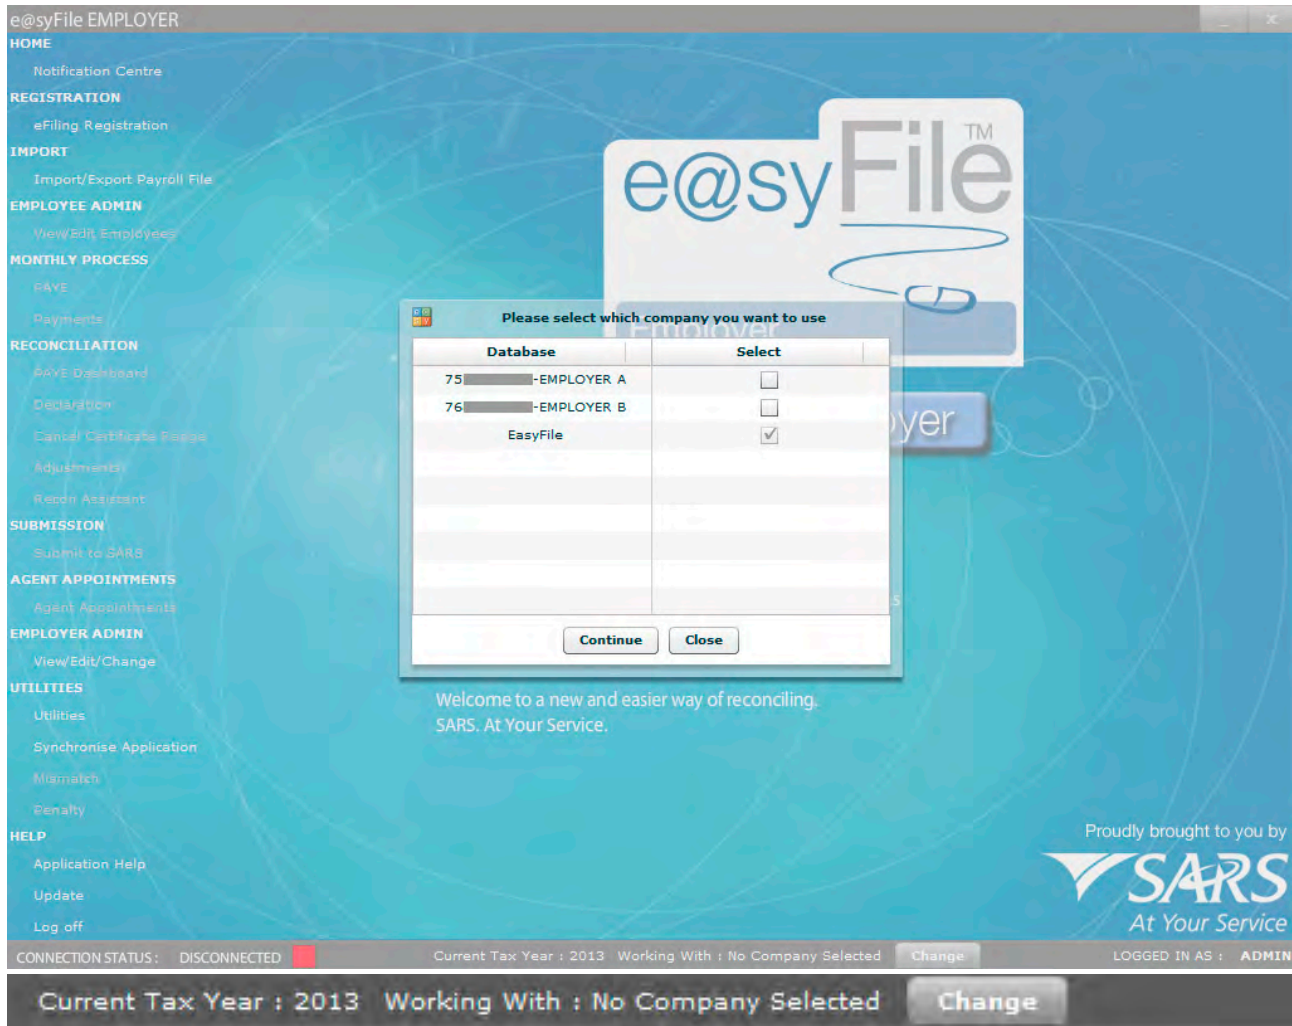 e@syFile EMPLOYER
HOME
Notification Centre
REGISTRATION
eFiling Registration
IMPORT
Import/Export Payroll File
EMPLOYEE ADMIN
View/Edit Employees
MONTHLY PROCESS
PAYE
Payments
RECONCILIATION
PAYE Dashboard
Declaration
Cancel Certificate Range
Adjustments
Recon Assistant
SUBMISSION
Submit to SARS
AGENT APPOINTMENTS
Agent Appointments
EMPLOYER ADMIN
View/Edit/Change
UTILITIES
Utilities
Synchronise Application
Mismatch
Penalty
HELP
Application Help
Update
Log off
e@syFile™
Employer
yer
Please select which company you want to use
Database Select
75 -EMPLOYER A
76 -EMPLOYER B
EasyFile
Continue Close
Welcome to a new and easier way of reconciling.
SARS. At Your Service.
Proudly brought to you by
SARS
At Your Service
CONNECTION STATUS : DISCONNECTED Current Tax Year : 2013 Working With : No Company Selected Change LOGGED IN AS : ADMIN
Current Tax Year : 2013 Working With : No Company Selected Change